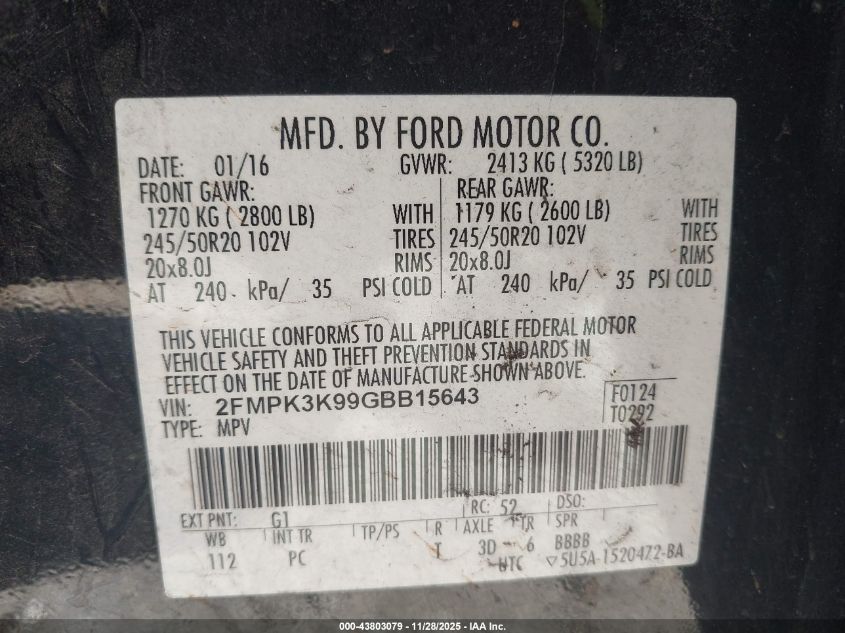 MFD. BY FORD MOTOR CO.
DATE: 01/16 GVWR: 2413 KG ( 5320 LB)
FRONT GAWR: REAR GAWR:
1270 KG ( 2800 LB) WITH 1179 KG ( 2600 LB) WITH
245/50R20 102V TIRES 245/50R20 102V TIRES
20x8.0J RIMS 20x8.0J RIMS
AT 240 kPa/ 35 PSI COLD AT 240 kPa/ 35 PSI COLD
THIS VEHICLE CONFORMS TO ALL APPLICABLE FEDERAL MOTOR
VEHICLE SAFETY AND THEFT PREVENTION STANDARDS IN
EFFECT ON THE DATE OF MANUFACTURE SHOWN ABOVE.
VIN: 2FMPK3K99GBB15643 F0124
TYPE: MPV T0292
RC: 52 DSO:
EXT PNT: G1
WB INT TR TP/PS R AXLE TR SPR
112 PC T 3D 6 BBBB
UTC ▽5U5A-1520472-BA
000-43803079 - 11/28/2025 - IAA Inc.